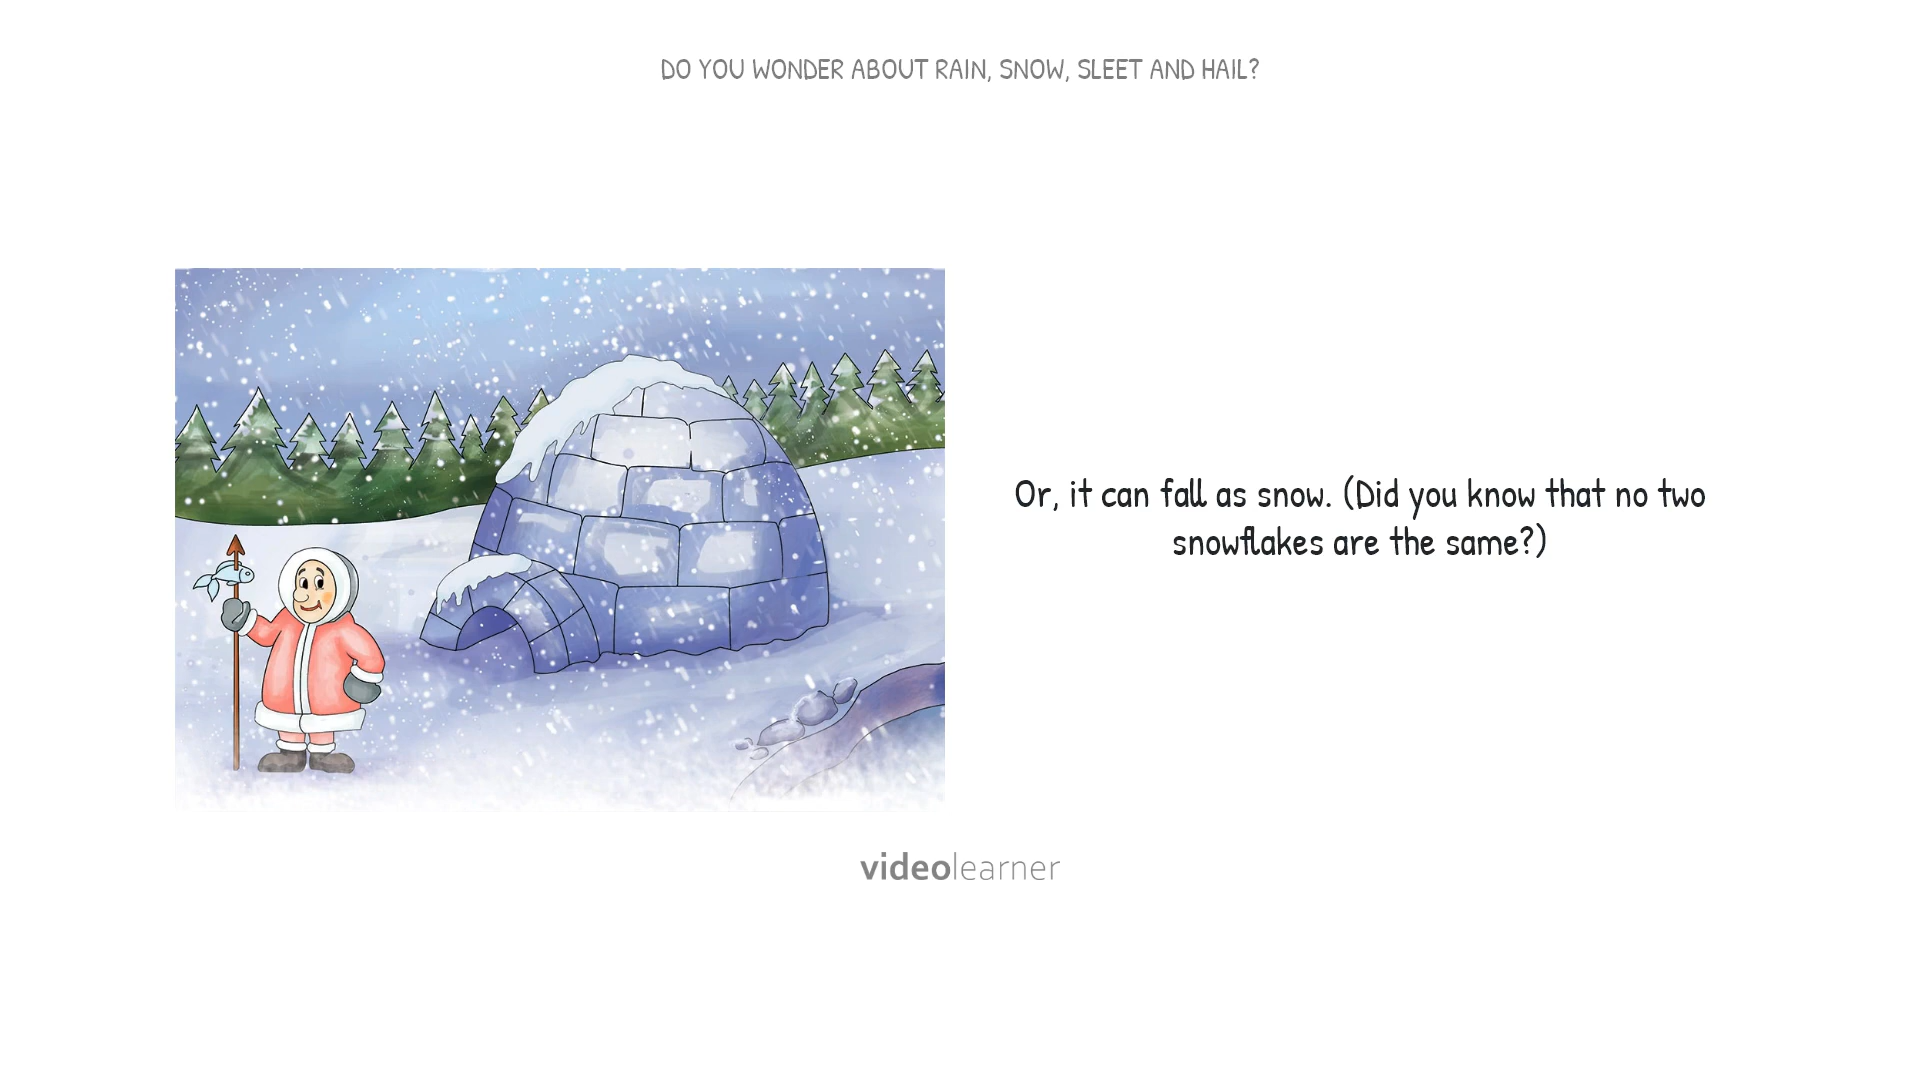 DO YOU WONDER ABOUT RAIN, SNOW, SLEET AND HAIL?
Or, it can fall as snow. (Did you know that no two
snowflakes are the same?)
videolearner